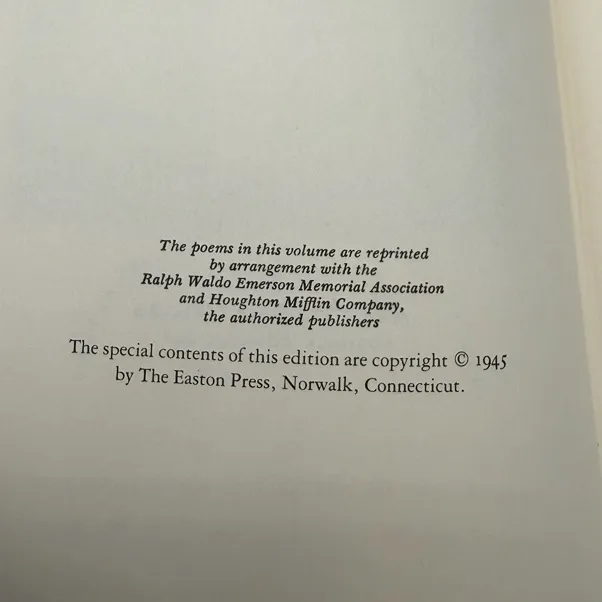 The poems in this volume are reprinted
by arrangement with the
Ralph Waldo Emerson Memorial Association
and Houghton Mifflin Company,
the authorized publishers
The special contents of this edition are copyright © 1945
by The Easton Press, Norwalk, Connecticut.